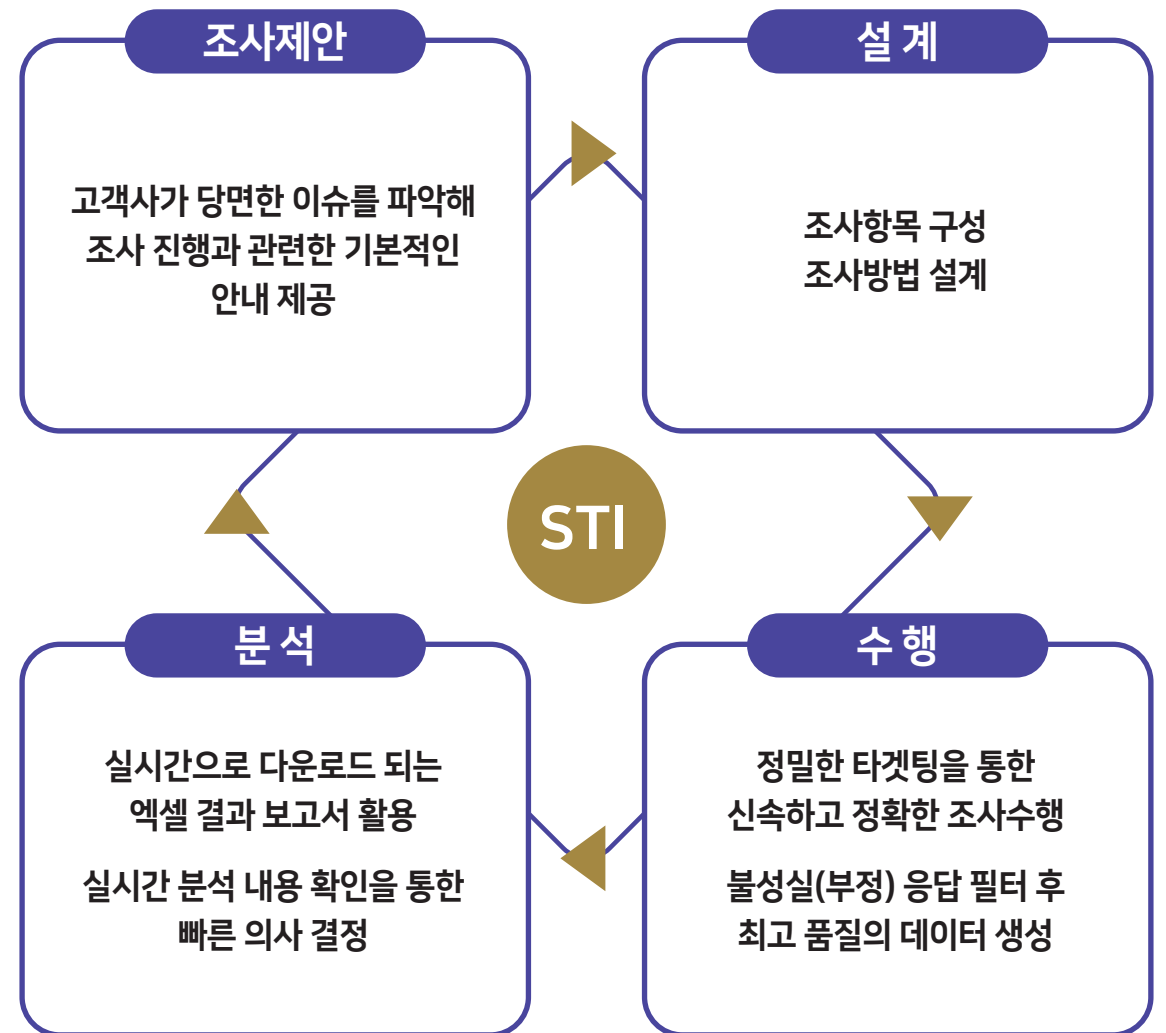 조사제안
고객사가 당면한 이슈를 파악해
조사 진행과 관련한 기본적인
안내 제공
설 계
조사항목 구성
조사방법 설계
STI
분 석
실시간으로 다운로드 되는
엑셀 결과 보고서 활용
실시간 분석 내용 확인을 통한
빠른 의사 결정
수 행
정밀한 타겟팅을 통한
신속하고 정확한 조사수행
불성실(부정) 응답 필터 후
최고 품질의 데이터 생성